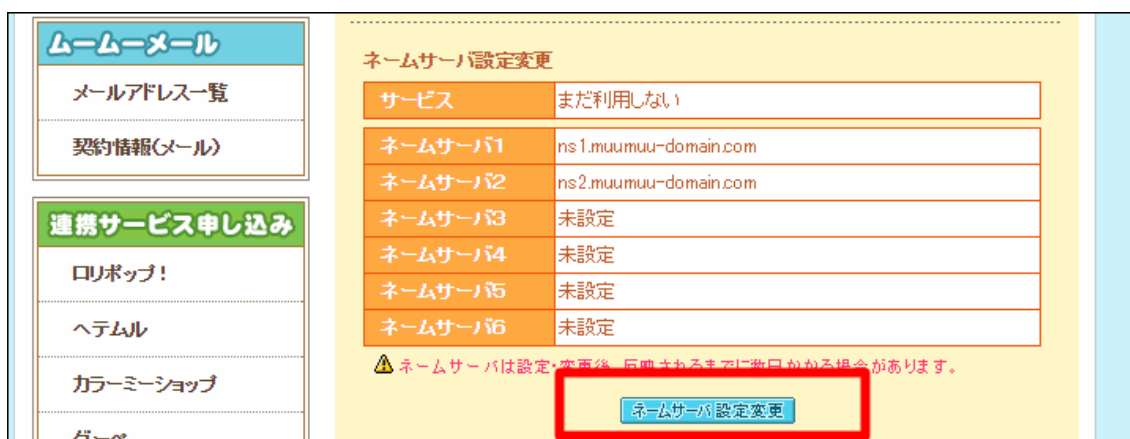 ムームーメール
メールアドレス一覧
契約情報(メール)
連携サービス申し込み
ロリポップ!
ヘテムル
カラーミーショップ
グーペ
ネームサーバ設定変更
サービス まだ利用しない
ネームサーバ1 ns1.muumuu-domain.com
ネームサーバ2 ns2.muumuu-domain.com
ネームサーバ3 未設定
ネームサーバ4 未設定
ネームサーバ5 未設定
ネームサーバ6 未設定
ネームサーバは設定・変更後、反映されるまでに数日かかる場合があります。
ネームサーバ設定変更